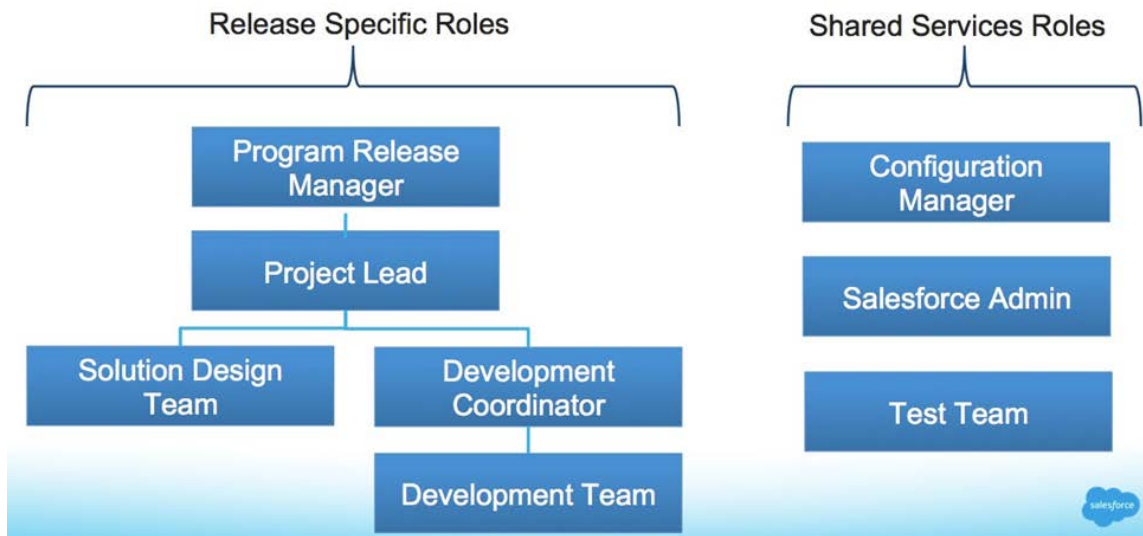 Release Specific Roles
Program Release
Manager
Project Lead
Solution Design
Team
Development
Coordinator
Development Team
Shared Services Roles
Configuration
Manager
Salesforce Admin
Test Team
salesforce